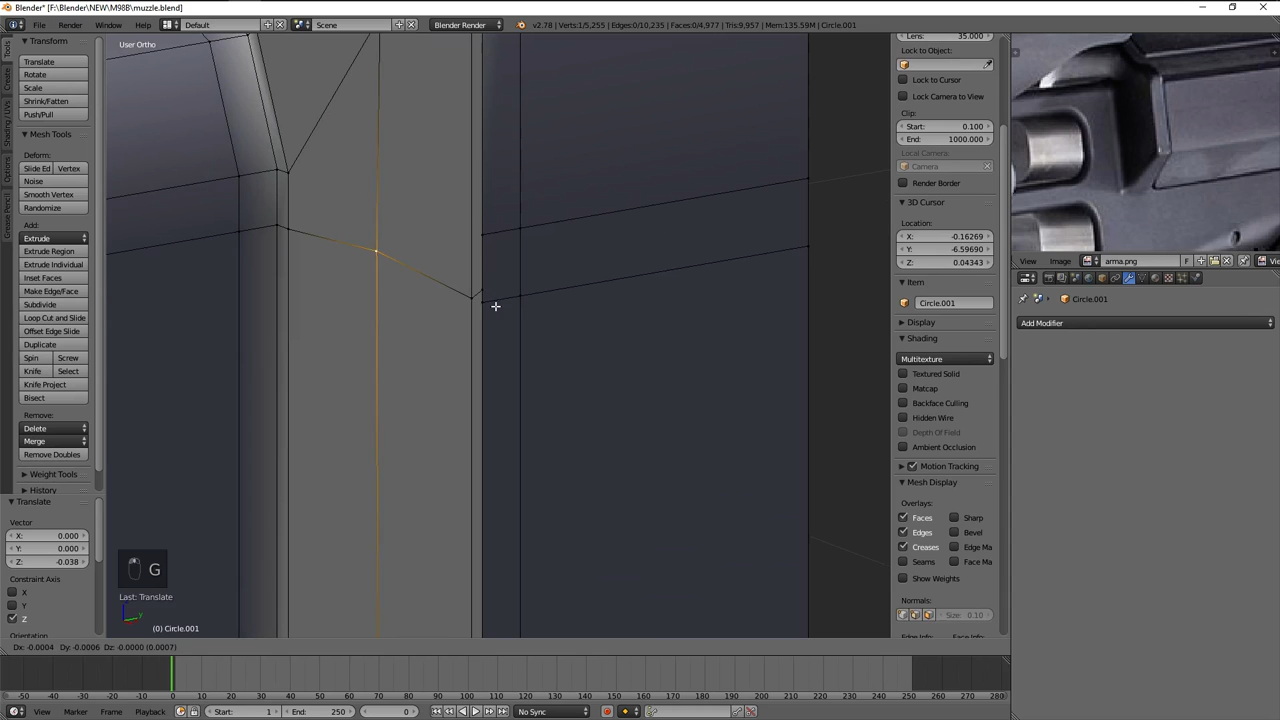 Blender* [F:\Blender\NEW\M98B\muzzle.blend]
File Render Window Help Default Scene Blender Render v2.78 | Verts:1/5,255 | Edges:0/10,235 | Faces:0/4,977 | Tris:9,957 | Mem:135.59M | Circle.001
Tools
Create
Shading / UVs
Options
Grease Pencil
Transform
Translate
Rotate
Scale
Shrink/Fatten
Push/Pull
Mesh Tools
Deform:
Slide Ed Vertex
Noise
Smooth Vertex
Randomize
Add:
Extrude
Extrude Region
Extrude Individual
Inset Faces
Make Edge/Face
Subdivide
Loop Cut and Slide
Offset Edge Slide
Duplicate
Spin Screw
Knife Select
Knife Project
Bisect
Remove:
Delete
Merge
Remove Doubles
Weight Tools
History
Translate
Vector
X: 0.000
Y: 0.000
Z: -0.038
Constraint Axis
X
Y
Z
Orientation
User Ortho
G
Last: Translate
(0) Circle.001
Lens: 35.000
Lock to Object:
Lock to Cursor
Lock Camera to View
Clip:
Start: 0.100
End: 1000.000
Local Camera:
Camera
Render Border
3D Cursor
Location:
X: -0.16269
Y: -6.59690
Z: 0.04343
Item
Circle.001
Display
Shading
Multitexture
Textured Solid
Matcap
Backface Culling
Hidden Wire
Depth Of Field
Ambient Occlusion
Motion Tracking
Mesh Display
Overlays:
Faces Sharp
Edges Bevel
Creases Edge Ma
Seams Face Ma
Show Weights
Normals:
Size: 0.10
View Image arma.png F Vie
Circle.001
Add Modifier
Dx: -0.0004 Dy: -0.0006 Dz: -0.0000 (0.0007)
-50 -40 -30 -20 -10 0 10 20 30 40 50 60 70 80 90 100 110 120 130 140 150 160 170 180 190 200 210 220 230 240 250 260 270 280
View Marker Frame Playback Start: 1 End: 250 0 No Sync